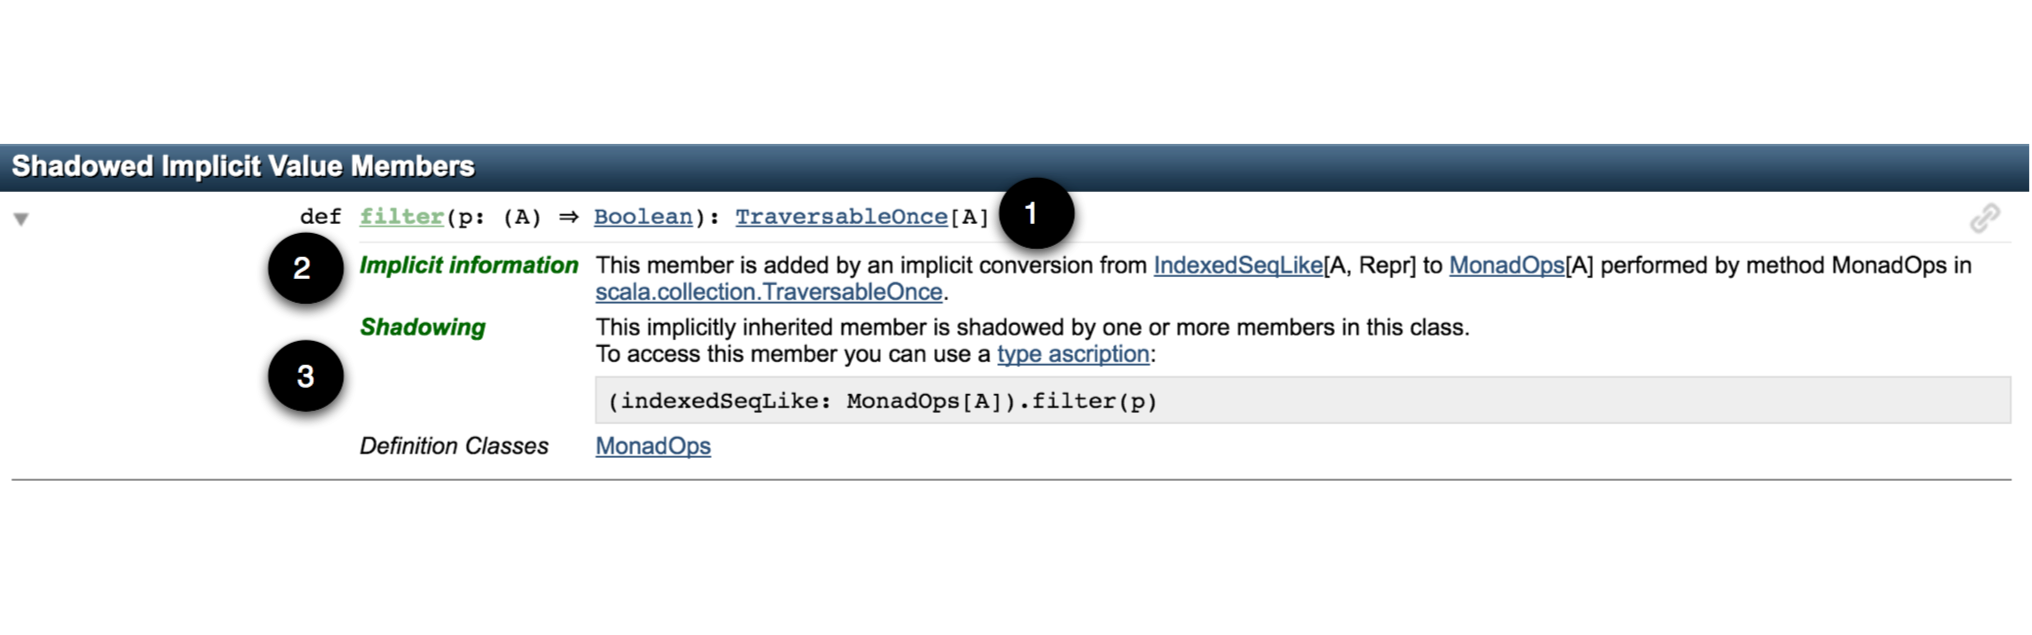 Shadowed Implicit Value Members
def filter(p: (A) ⇒ Boolean): TraversableOnce[A] 1
2 Implicit information This member is added by an implicit conversion from IndexedSeqLike[A, Repr] to MonadOps[A] performed by method MonadOps in
scala.collection.TraversableOnce.
Shadowing This implicitly inherited member is shadowed by one or more members in this class.
To access this member you can use a type ascription:
3
(indexedSeqLike: MonadOps[A]).filter(p)
Definition Classes MonadOps